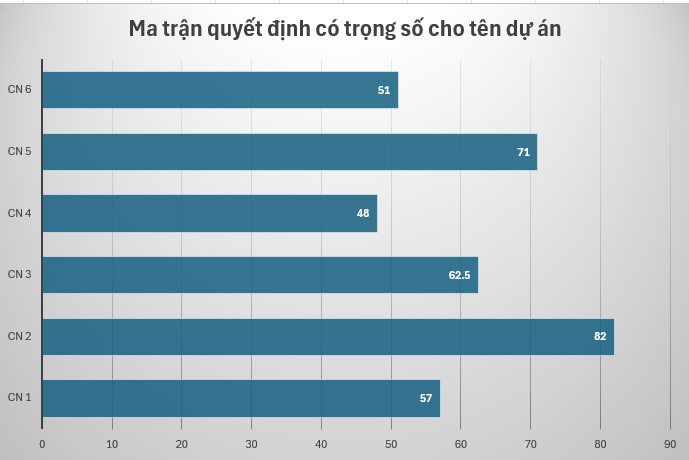 Ma trận quyết định có trọng số cho tên dự án
CN 6
51
CN 5
71
CN 4
48
CN 3
62.5
CN 2
82
CN 1
57
0 10 20 30 40 50 60 70 80 90